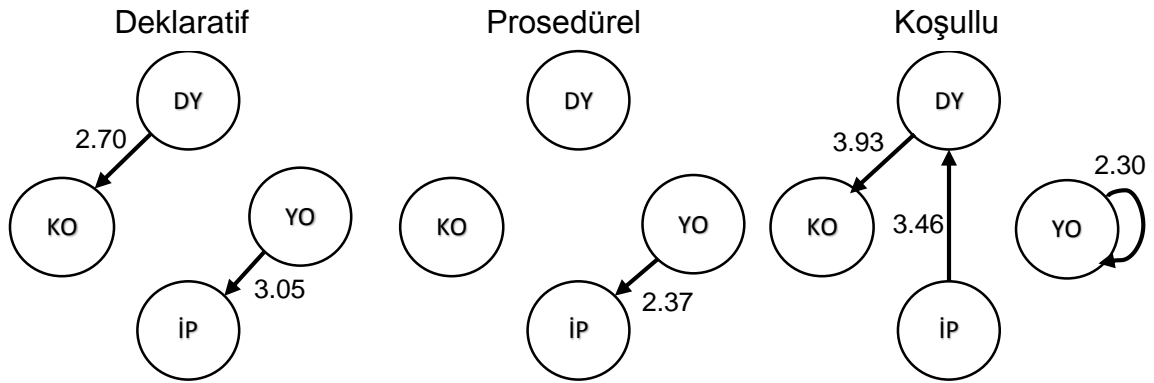 Deklaratif
DY
2.70
KO
YO
3.05
İP
Prosedürel
DY
KO
YO
2.37
İP
Koşullu
DY
3.93
2.30
KO
3.46
YO
İP